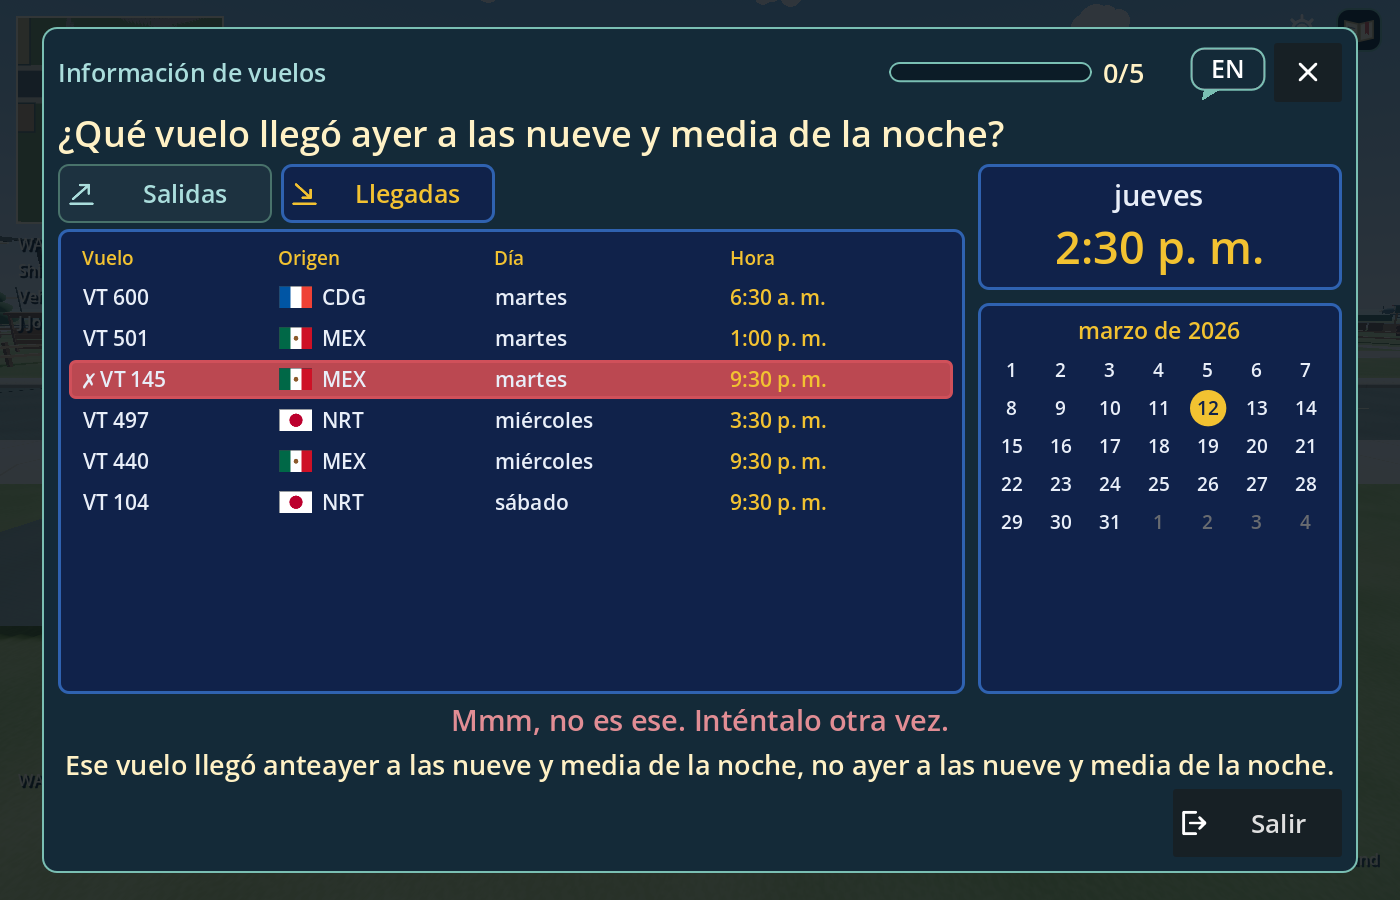 Información de vuelos
0/5
EN
¿Qué vuelo llegó ayer a las nueve y media de la noche?
Salidas
Llegadas
Vuelo Origen Día Hora
VT 600 CDG martes 6:30 a. m.
VT 501 MEX martes 1:00 p. m.
✗ VT 145 MEX martes 9:30 p. m.
VT 497 NRT miércoles 3:30 p. m.
VT 440 MEX miércoles 9:30 p. m.
VT 104 NRT sábado 9:30 p. m.
jueves
2:30 p. m.
marzo de 2026
1 2 3 4 5 6 7
8 9 10 11 12 13 14
15 16 17 18 19 20 21
22 23 24 25 26 27 28
29 30 31 1 2 3 4
Mmm, no es ese. Inténtalo otra vez.
Ese vuelo llegó anteayer a las nueve y media de la noche, no ayer a las nueve y media de la noche.
Salir